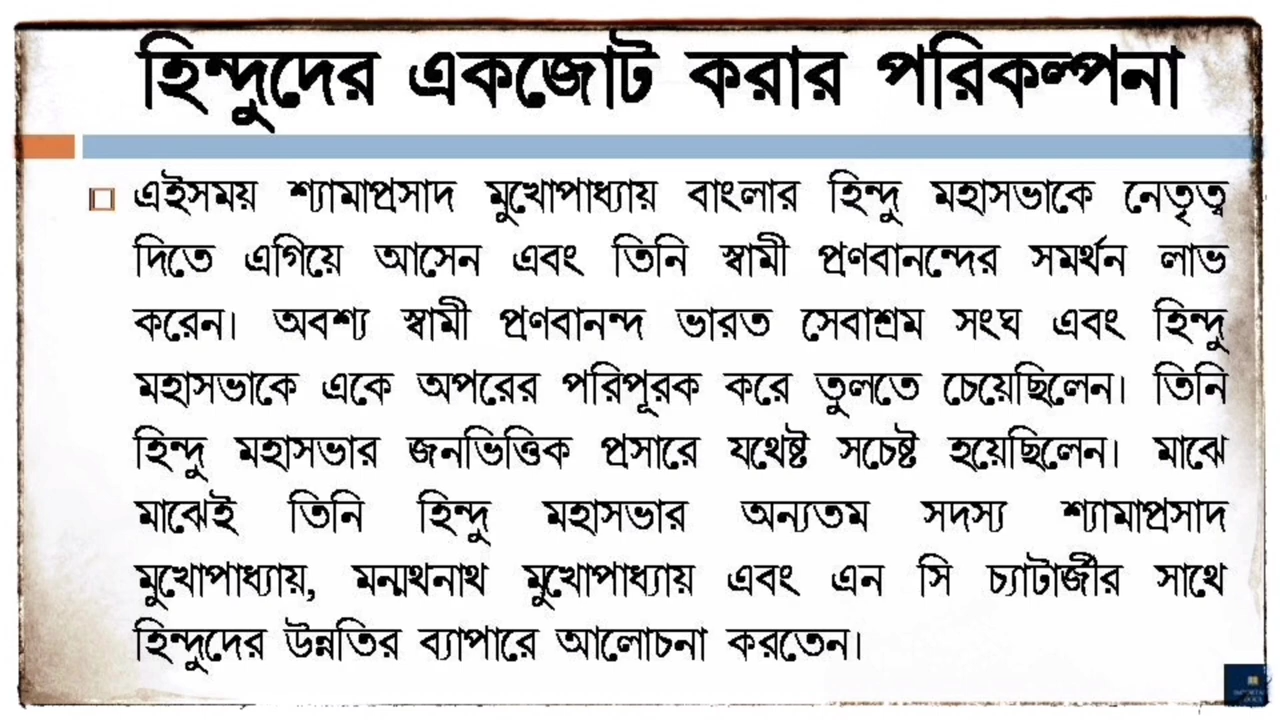 হিন্দুদের একজোট করার পরিকল্পনা
এইসময় শ্যামাপ্রসাদ মুখোপাধ্যায় বাংলার হিন্দু মহাসভাকে নেতৃত্ব
দিতে এগিয়ে আসেন এবং তিনি স্বামী প্রণবানন্দের সমর্থন লাভ
করেন। অবশ্য স্বামী প্রণবানন্দ ভারত সেবাশ্রম সংঘ এবং হিন্দু
মহাসভাকে একে অপরের পরিপূরক করে তুলতে চেয়েছিলেন। তিনি
হিন্দু মহাসভার জনভিত্তিক প্রসারে যথেষ্ট সচেষ্ট হয়েছিলেন। মাঝে
মাঝেই তিনি হিন্দু মহাসভার অন্যতম সদস্য শ্যামাপ্রসাদ
মুখোপাধ্যায়, মন্মথনাথ মুখোপাধ্যায় এবং এন সি চ্যাটার্জীর সাথে
হিন্দুদের উন্নতির ব্যাপারে আলোচনা করতেন।